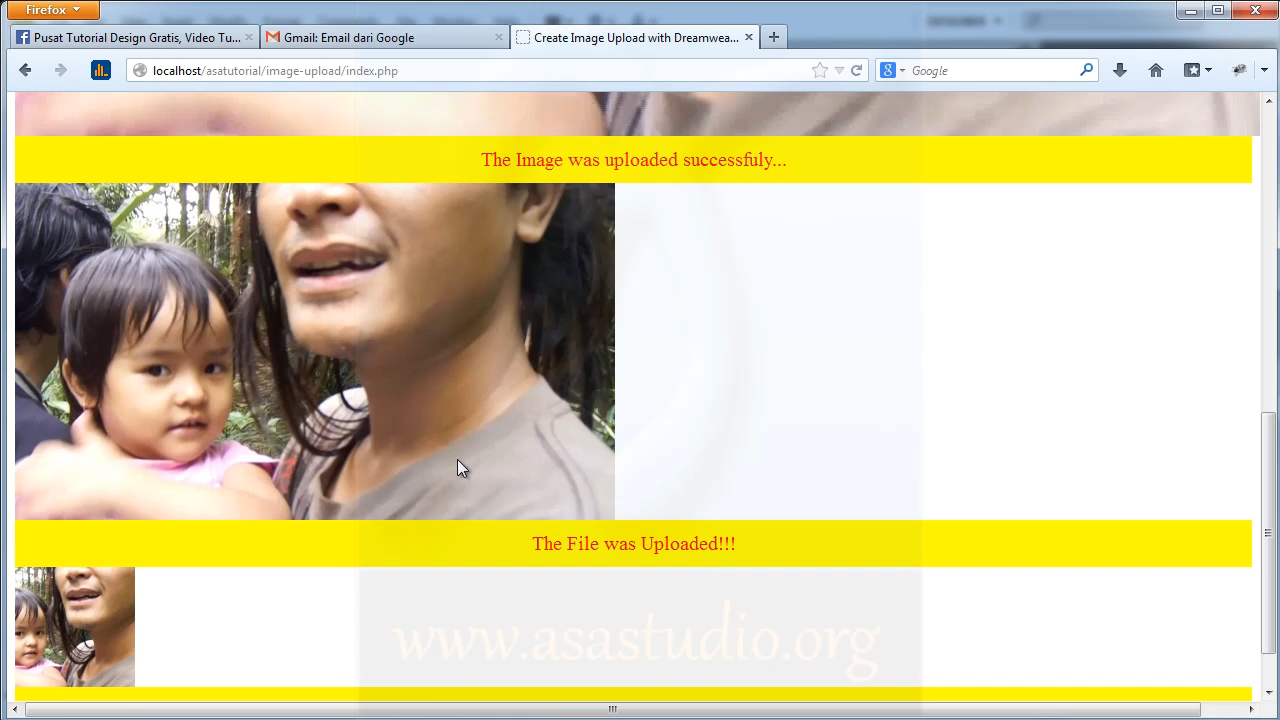 Firefox
Pusat Tutorial Design Gratis, Video Tu...
Gmail: Email dari Google
Create Image Upload with Dreamwea...
localhost/asatutorial/image-upload/index.php
Google
The Image was uploaded successfuly...
The File was Uploaded!!!
www.asastudio.org